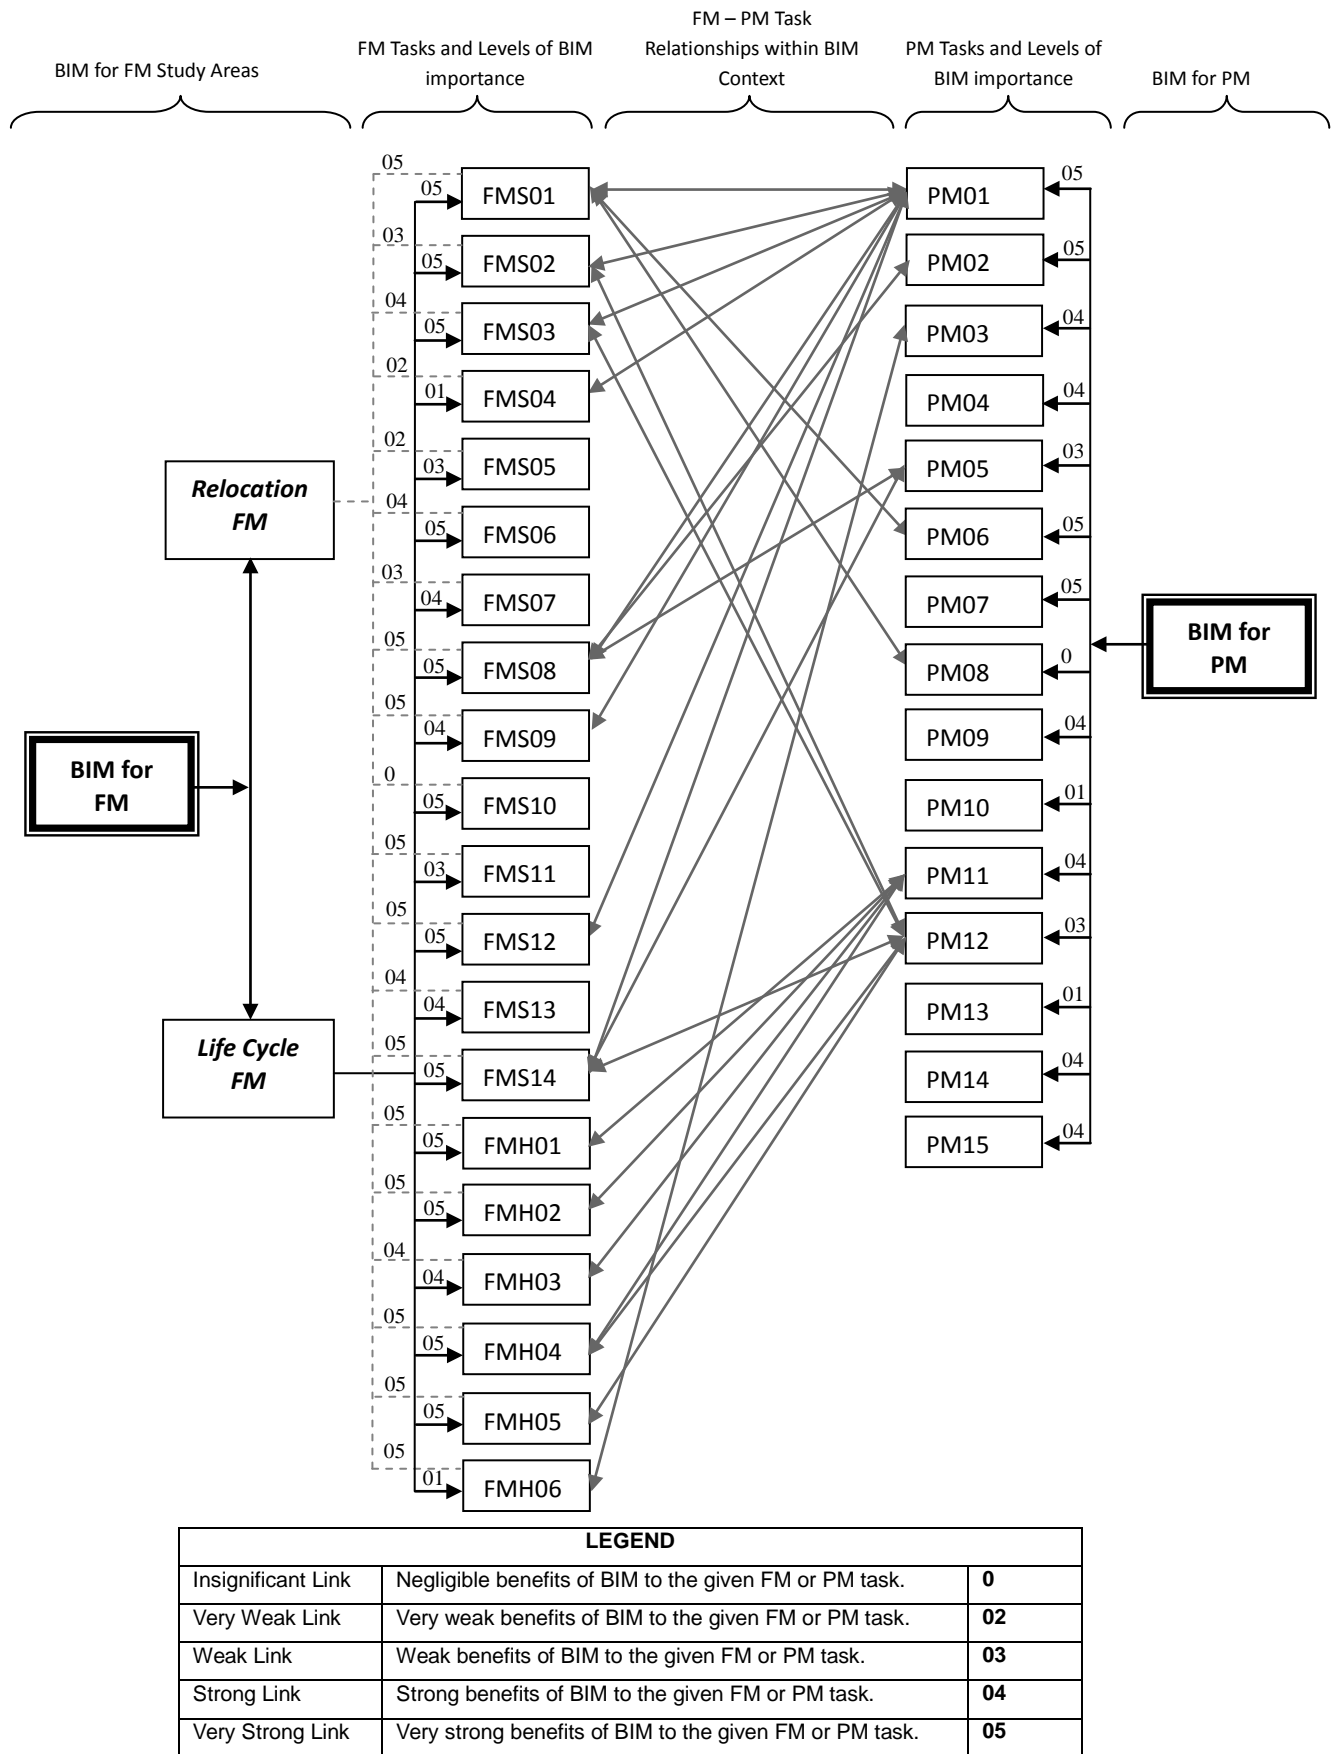 BIM for FM Study Areas
FM Tasks and Levels of BIM
importance
FM – PM Task
Relationships within BIM
Context
PM Tasks and Levels of
BIM importance
BIM for PM
05
05
FMS01
03
05
FMS02
04
05
FMS03
02
01
FMS04
02
03
FMS05
04
05
FMS06
03
04
FMS07
05
05
FMS08
05
04
FMS09
0
05
FMS10
05
03
FMS11
05
05
FMS12
04
04
FMS13
05
05
FMS14
05
05
FMH01
05
05
FMH02
04
04
FMH03
05
05
FMH04
05
05
FMH05
05
01
FMH06
Relocation
FM
BIM for
FM
Life Cycle
FM
PM01
05
PM02
05
PM03
04
PM04
04
PM05
03
PM06
05
PM07
05
PM08
0
PM09
04
PM10
01
PM11
04
PM12
03
PM13
01
PM14
04
PM15
04
BIM for
PM
LEGEND
Insignificant Link Negligible benefits of BIM to the given FM or PM task. 0
Very Weak Link Very weak benefits of BIM to the given FM or PM task. 02
Weak Link Weak benefits of BIM to the given FM or PM task. 03
Strong Link Strong benefits of BIM to the given FM or PM task. 04
Very Strong Link Very strong benefits of BIM to the given FM or PM task. 05